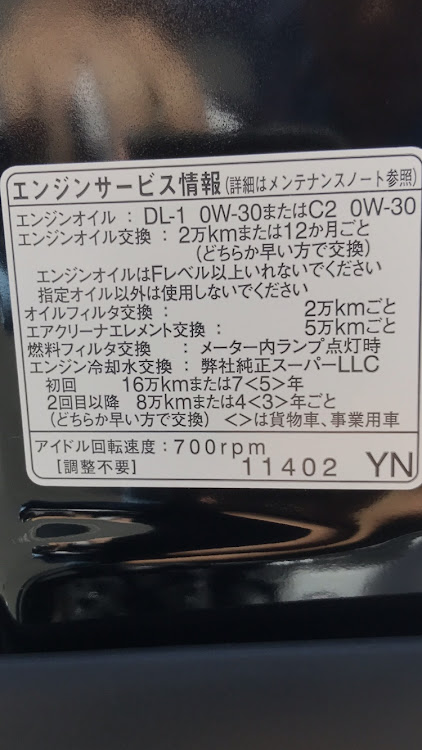 エンジンサービス情報(詳細はメンテナンスノート参照)
エンジンオイル : DL-1 0W-30またはC2 0W-30
エンジンオイル交換 : 2万kmまたは12か月ごと
(どちらか早い方で交換)
エンジンオイルはFレベル以上いれないでください
指定オイル以外は使用しないでください
オイルフィルタ交換 : 2万kmごと
エアクリーナエレメント交換 : 5万kmごと
燃料フィルタ交換 : メーター内ランプ点灯時
エンジン冷却水交換 : 弊社純正スーパーLLC
初回 16万kmまたは7<5>年
2回目以降 8万kmまたは4<3>年ごと
(どちらか早い方で交換) <>は貨物車、事業用車
アイドル回転速度 : 700rpm
[調整不要] 11402 YN